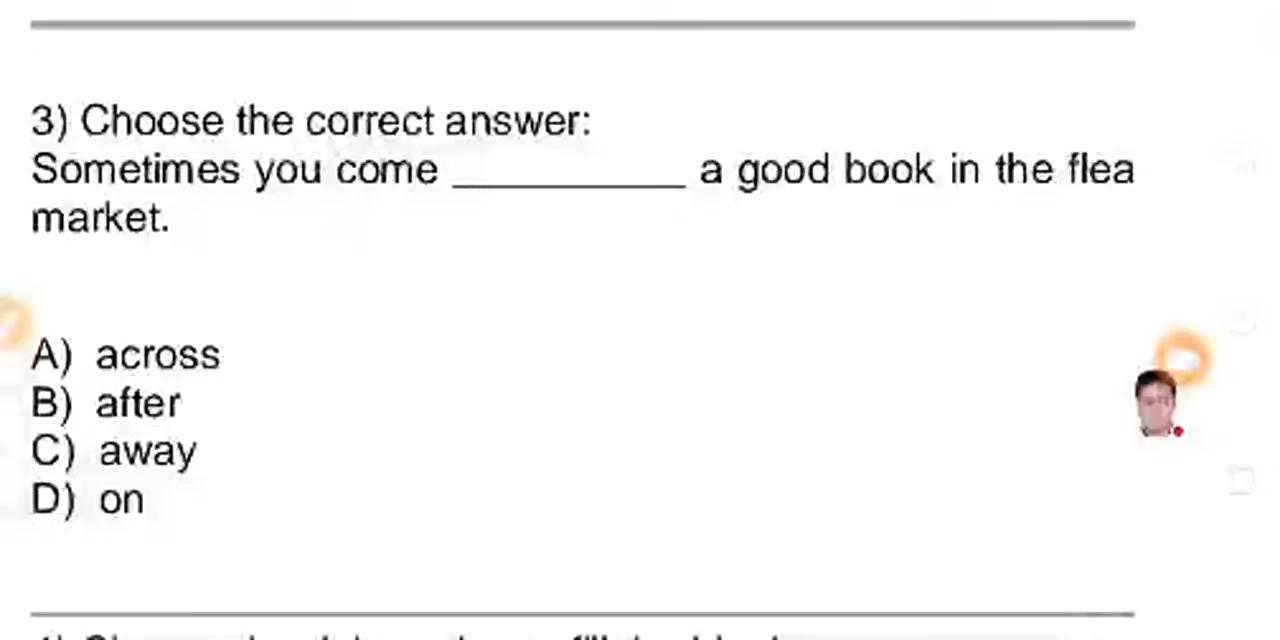 3) Choose the correct answer:
Sometimes you come __________ a good book in the flea
market.
A) across
B) after
C) away
D) on